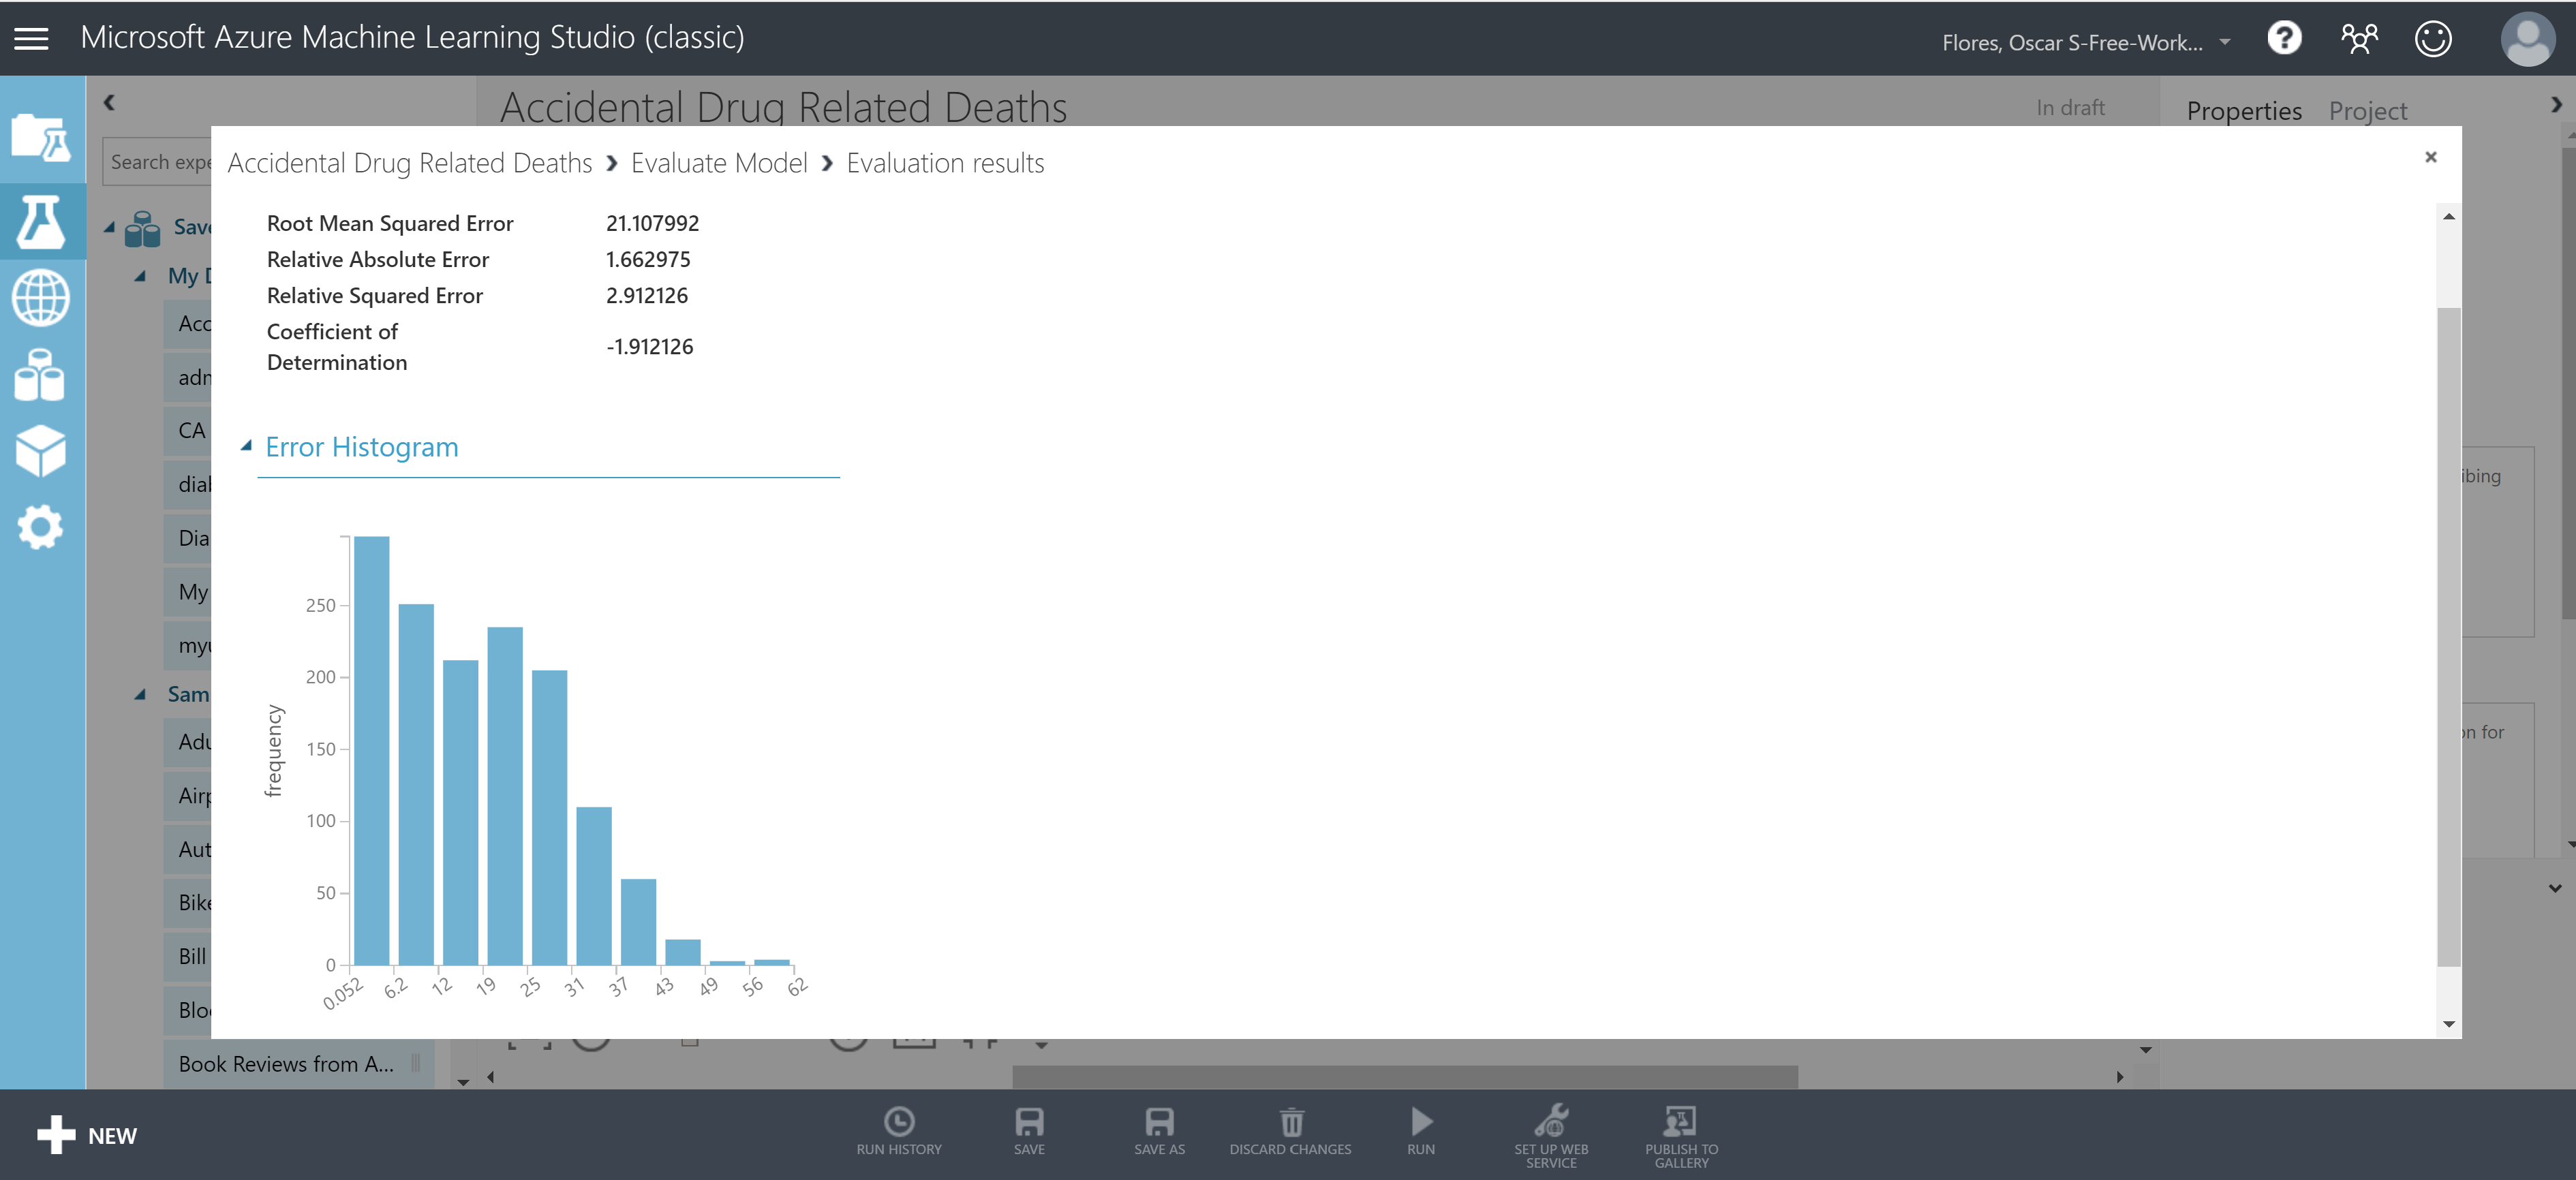 Microsoft Azure Machine Learning Studio (classic)
Flores, Oscar S-Free-Work...
Accidental Drug Related Deaths
In draft
Properties
Project
Search expe
Accidental Drug Related Deaths
Evaluate Model
Evaluation results
Save
My D
Acc
adn
CA
dial
Dia
My
myu
Sam
Adu
Airp
Aut
Bike
Bill
Bloo
Book Reviews from A...
Root Mean Squared Error 21.107992
Relative Absolute Error 1.662975
Relative Squared Error 2.912126
Coefficient of
Determination
-1.912126
Error Histogram
frequency
250
200
150
100
50
0
0.052 6.2 12 19 25 31 37 43 49 56 62
ibing
on for
NEW
RUN HISTORY
SAVE
SAVE AS
DISCARD CHANGES
RUN
SET UP WEB
SERVICE
PUBLISH TO
GALLERY